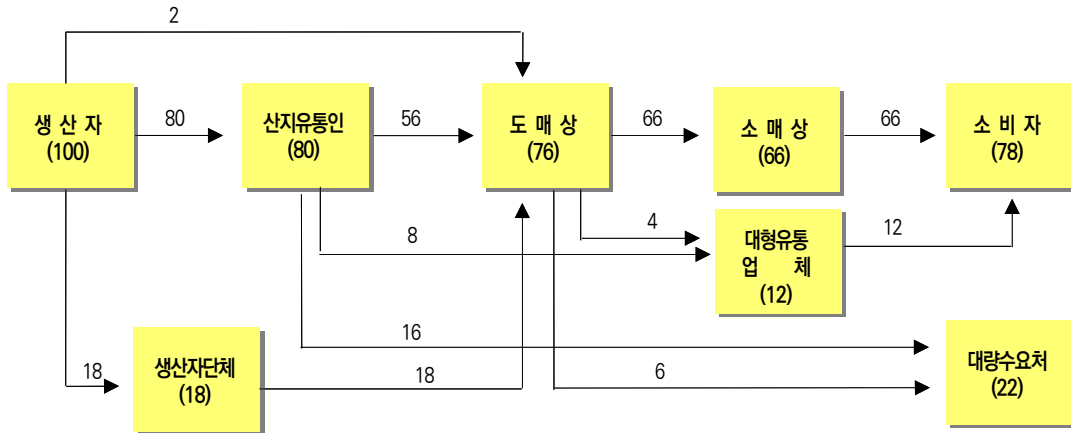 2
생 산 자
(100)
80
산지유통인
(80)
56
도 매 상
(76)
66
소 매 상
(66)
66
소 비 자
(78)
8
4
대형유통
업 체
(12)
12
18
생산자단체
(18)
18
16
6
대량수요처
(22)